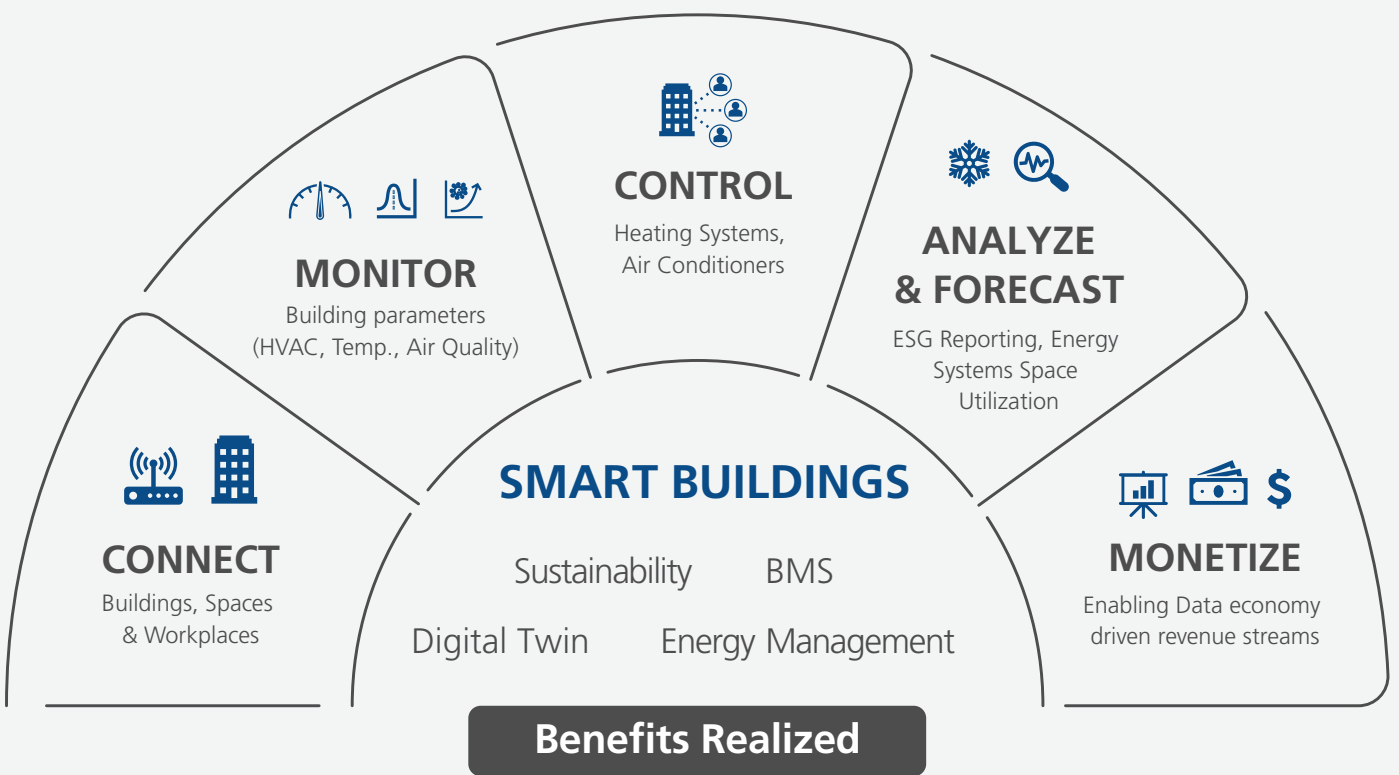 CONNECT
Buildings, Spaces
& Workplaces
MONITOR
Building parameters
(HVAC, Temp., Air Quality)
CONTROL
Heating Systems,
Air Conditioners
ANALYZE
& FORECAST
ESG Reporting, Energy
Systems Space
Utilization
MONETIZE
Enabling Data economy
driven revenue streams
$
SMART BUILDINGS
Sustainability BMS
Digital Twin Energy Management
Benefits Realized